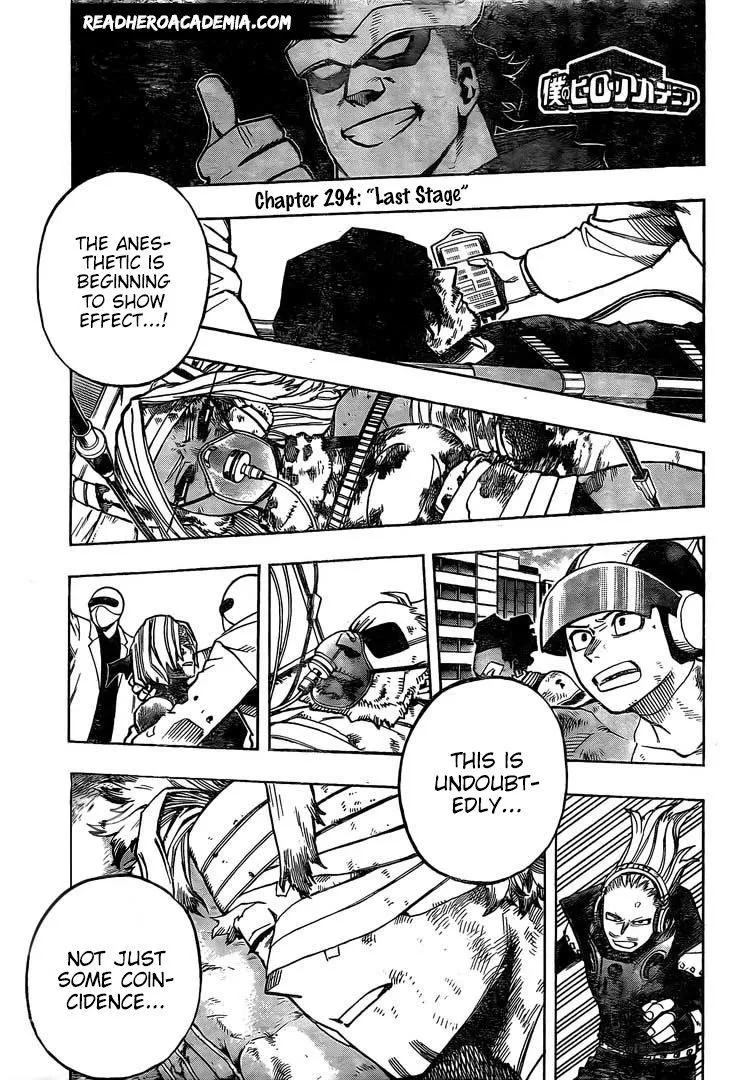 READHEROACADEMIA.COM
僕のヒーローアカデミア
Chapter 294: "Last Stage"
THE ANES-
THETIC IS
BEGINNING
TO SHOW
EFFECT...!
THIS IS
UNDOUBT-
EDLY...
NOT JUST
SOME COIN-
CIDENCE...